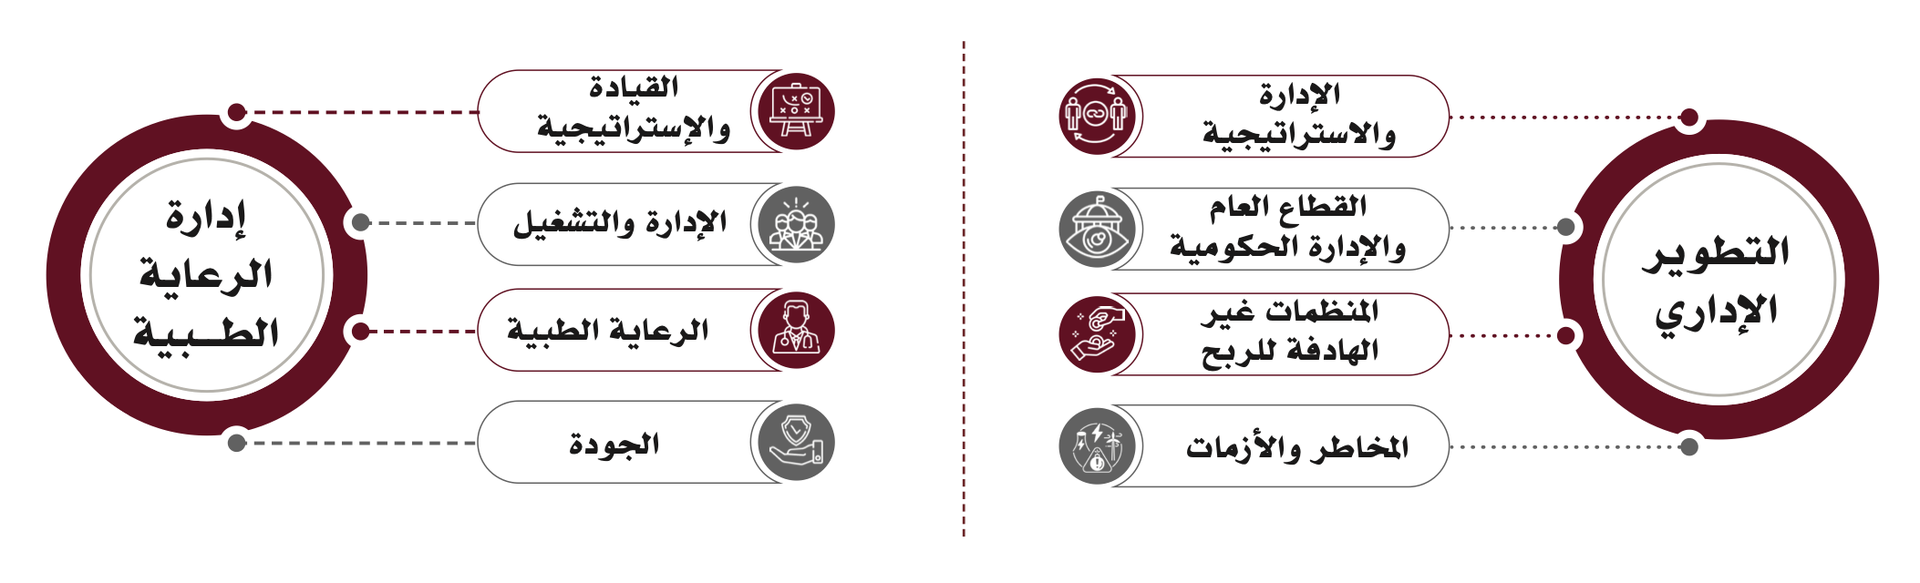 التطوير
الإداري
الإدارة
والاستراتيجية
القطاع العام
والإدارة الحكومية
المنظمات غير
الهادفة للربح
المخاطر والأزمات
إدارة
الرعاية
الطـــبية
القيادة
والإستراتيجية
الإدارة والتشغيل
الرعاية الطبية
الجودة